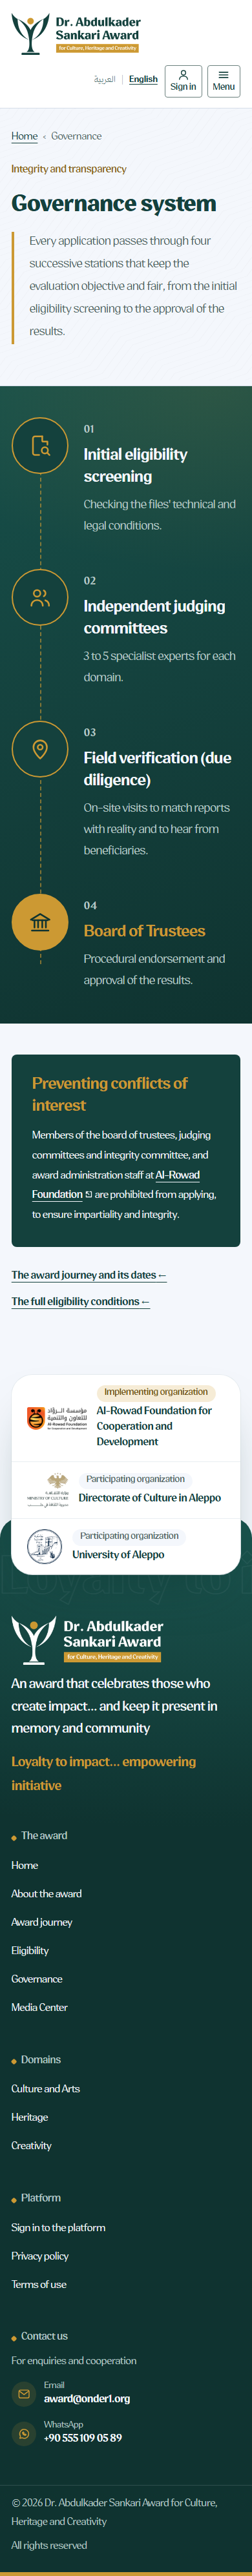 Dr. Abdulkader
Sankari Award
for Culture, Heritage and Creativity
العربية | English
Sign in
Menu
Home ‹ Governance
Integrity and transparency
Governance system
Every application passes through four
successive stations that keep the
evaluation objective and fair, from the initial
eligibility screening to the approval of the
results.
01
Initial eligibility
screening
Checking the files' technical and
legal conditions.
02
Independent judging
committees
3 to 5 specialist experts for each
domain.
03
Field verification (due
diligence)
On-site visits to match reports
with reality and to hear from
beneficiaries.
04
Board of Trustees
Procedural endorsement and
approval of the results.
Preventing conflicts of
interest
Members of the board of trustees, judging
committees and integrity committee, and
award administration staff at Al-Rowad
Foundation are prohibited from applying,
to ensure impartiality and integrity.
The award journey and its dates ←
The full eligibility conditions ←
Implementing organization
Al-Rowad Foundation for
Cooperation and
Development
Participating organization
MINISTRY OF CULTURE
Directorate of Culture in Aleppo
Participating organization
University of Aleppo
Dr. Abdulkader
Sankari Award
for Culture, Heritage and Creativity
An award that celebrates those who
create impact... and keep it present in
memory and community
Loyalty to impact... empowering
initiative
The award
Home
About the award
Award journey
Eligibility
Governance
Media Center
Domains
Culture and Arts
Heritage
Creativity
Platform
Sign in to the platform
Privacy policy
Terms of use
Contact us
For enquiries and cooperation
Email
award@onder1.org
WhatsApp
+90 555 109 05 89
© 2026 Dr. Abdulkader Sankari Award for Culture,
Heritage and Creativity
All rights reserved